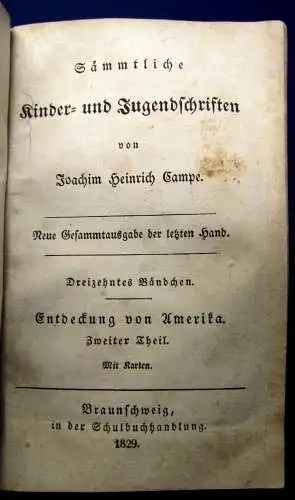 Sämmtliche
Kinder- und Jugendschriften
von
Joachim Heinrich Campe.
Neue Gesammtausgabe der letzten Hand.
Dreizehntes Bändchen.
Entdeckung von Amerika.
Zweiter Theil.
Mit Karten.
Braunschweig,
in der Schulbuchhandlung.
1829.